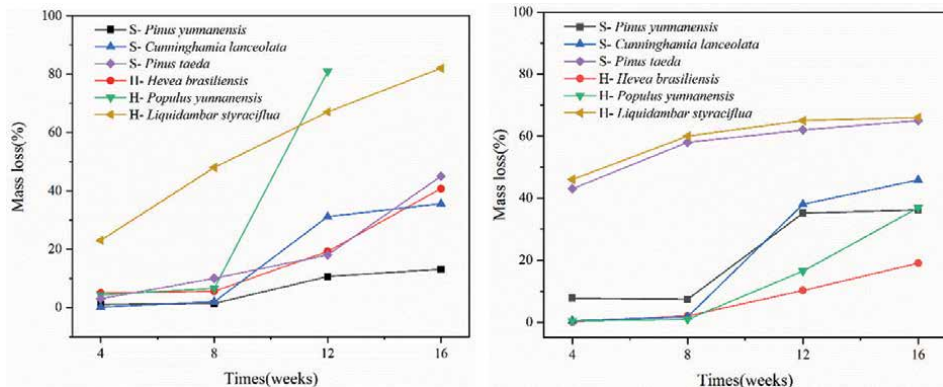 100
80
60
40
20
0
Mass loss(%)
S- Pinus yunnanensis
S- Cunninghamia lanceolata
S- Pinus taeda
H- Hevea brasiliensis
H- Populus yunnanensis
H- Liquidambar styraciflua
4 8 12 16
Times(weeks)
100
80
60
40
20
0
Mass loss(%)
S- Pinus yunnanensis
S- Cunninghamia lanceolata
S- Pinus taeda
H- Hevea brasiliensis
H- Populus yunnanensis
H- Liquidambar styraciflua
4 8 12 16
Times(weeks)